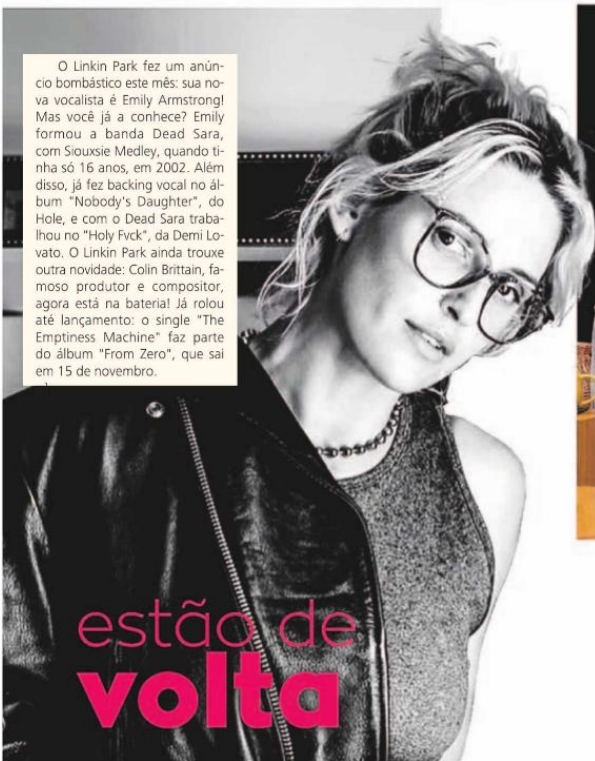 O Linkin Park fez um anún-
cio bombástico este mês: sua no-
va vocalista é Emily Armstrong!
Mas você já a conhece? Emily
formou a banda Dead Sara,
com Siouxsie Medley, quando ti-
nha só 16 anos, em 2002. Além
disso, já fez backing vocal no ál-
bum "Nobody's Daughter", do
Hole, e com o Dead Sara traba-
lhou no "Holy Fvck", da Demi Lo-
vato. O Linkin Park ainda trouxe
outra novidade: Colin Brittain, fa-
moso produtor e compositor,
agora está na bateria! Já rolou
até lançamento: o single "The
Emptiness Machine" faz parte
do álbum "From Zero", que sai
em 15 de novembro.
estão de
volta